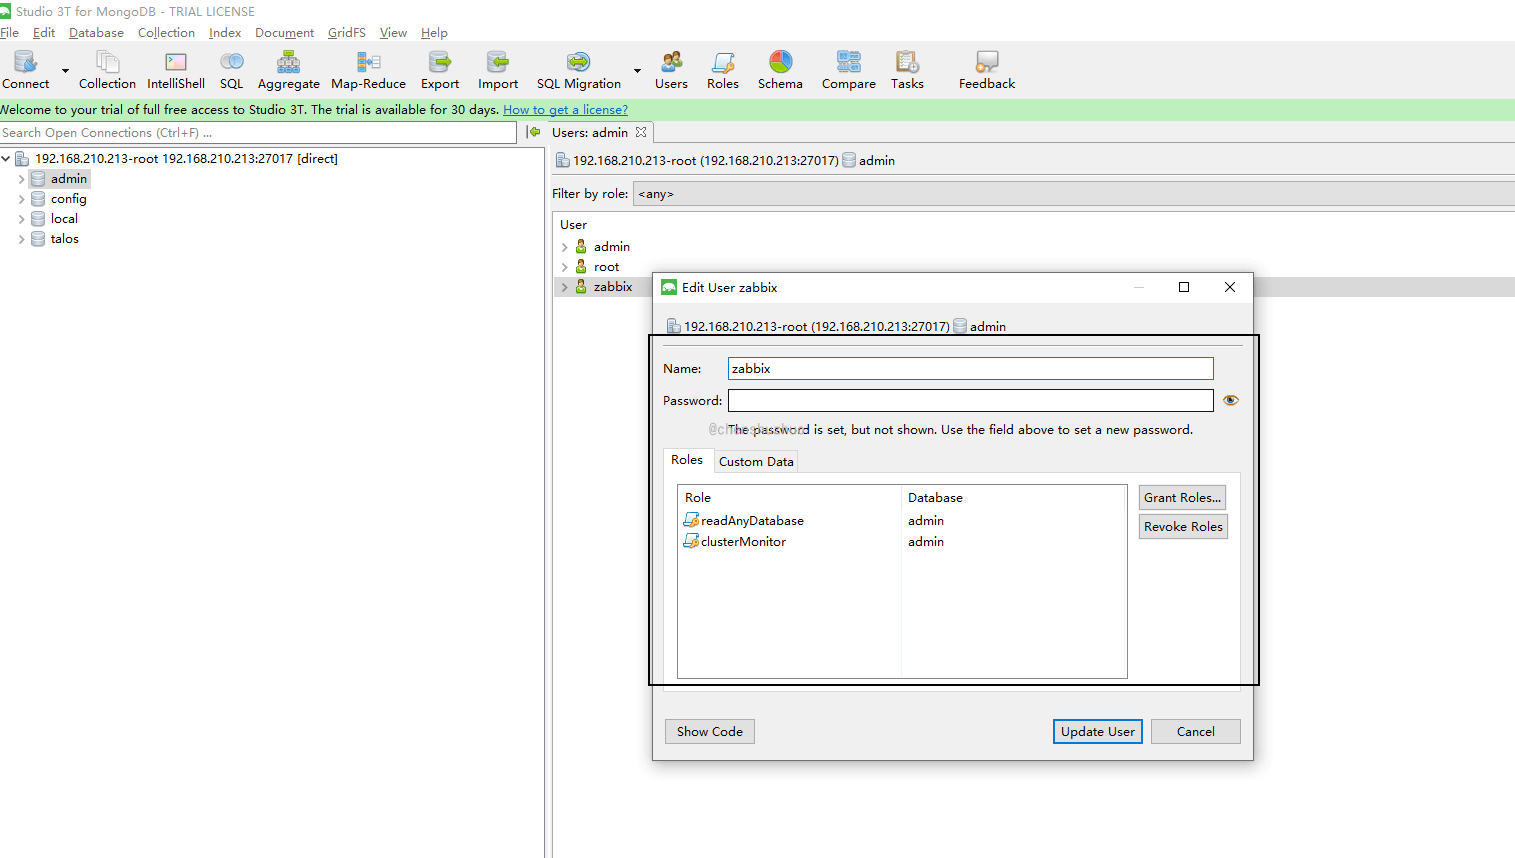 Studio 3T for MongoDB - TRIAL LICENSE
File Edit Database Collection Index Document GridFS View Help
Connect Collection IntelliShell SQL Aggregate Map-Reduce Export Import SQL Migration Users Roles Schema Compare Tasks Feedback
Welcome to your trial of full free access to Studio 3T. The trial is available for 30 days. How to get a license?
Search Open Connections (Ctrl+F) ...
Users: admin
192.168.210.213-root 192.168.210.213:27017 [direct]
admin
config
local
talos
192.168.210.213-root (192.168.210.213:27017) admin
Filter by role: <any>
User
admin
root
zabbix
Edit User zabbix
192.168.210.213-root (192.168.210.213:27017) admin
Name: zabbix
Password:
The password is set, but not shown. Use the field above to set a new password.
Roles Custom Data
Role Database
readAnyDatabase admin
clusterMonitor admin
Grant Roles...
Revoke Roles
Show Code Update User Cancel